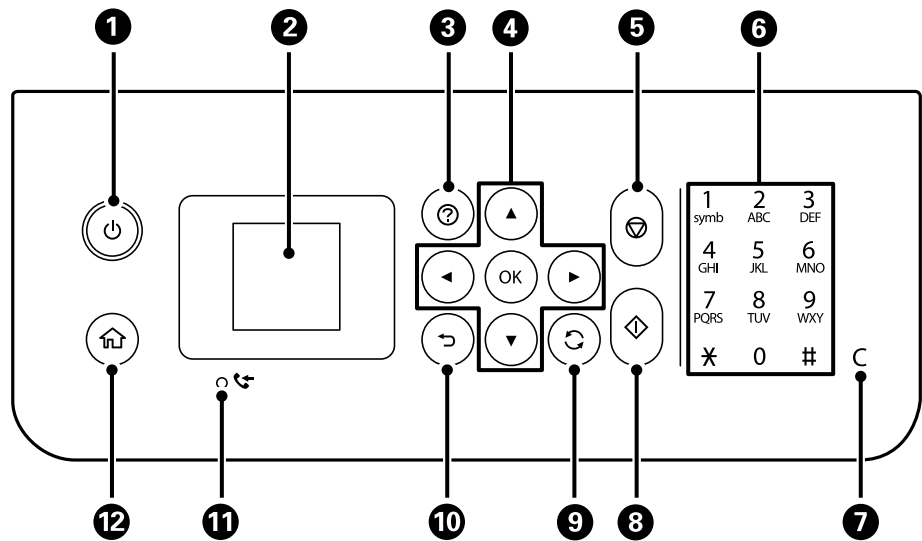 1 2 3 4 5 6
1 2 3
symb ABC DEF
?
OK
4 5 6
GHI JKL MNO
7 8 9
PQRS TUV WXY
* 0 #
C
12 11 10 9 8 7